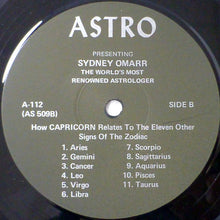 ASTRO
PRESENTING
SYDNEY OMARR
THE WORLD'S MOST
RENOWNED ASTROLOGER
A-112
(AS 509B)
SIDE B
How CAPRICORN Relates To The Eleven Other
Signs Of The Zodiac
1. Aries
2. Gemini
3. Cancer
4. Leo
5. Virgo
6. Libra
7. Scorpio
8. Sagittarius
9. Aquarius
10. Pisces
11. Taurus